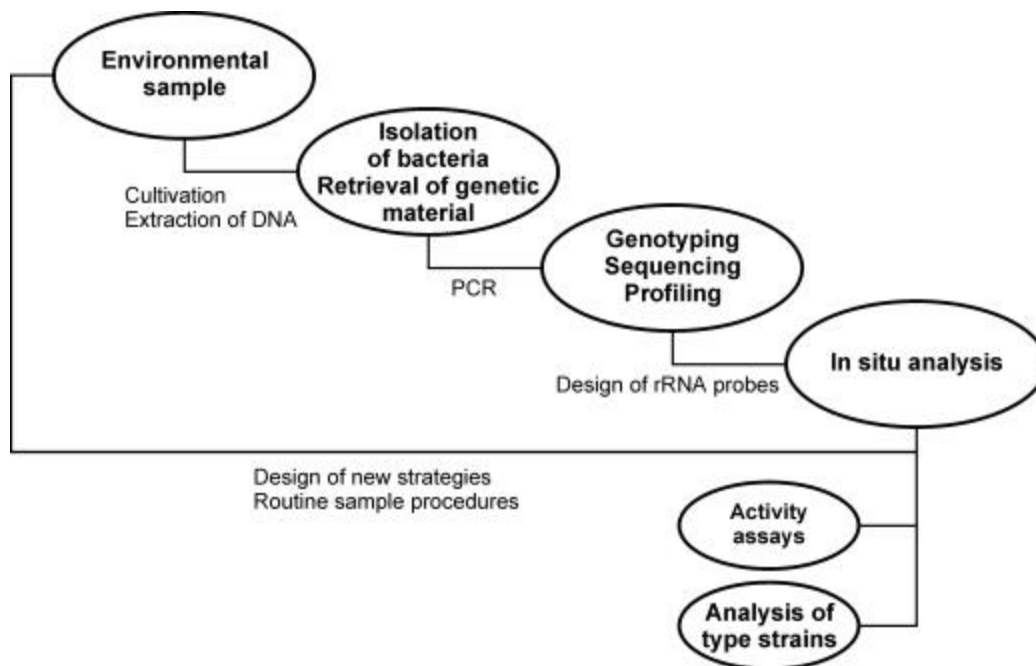 Environmental
sample
Isolation
of bacteria
Retrieval of genetic
material
Cultivation
Extraction of DNA
Genotyping
Sequencing
Profiling
PCR
In situ analysis
Design of rRNA probes
Design of new strategies
Routine sample procedures
Activity
assays
Analysis of
type strains